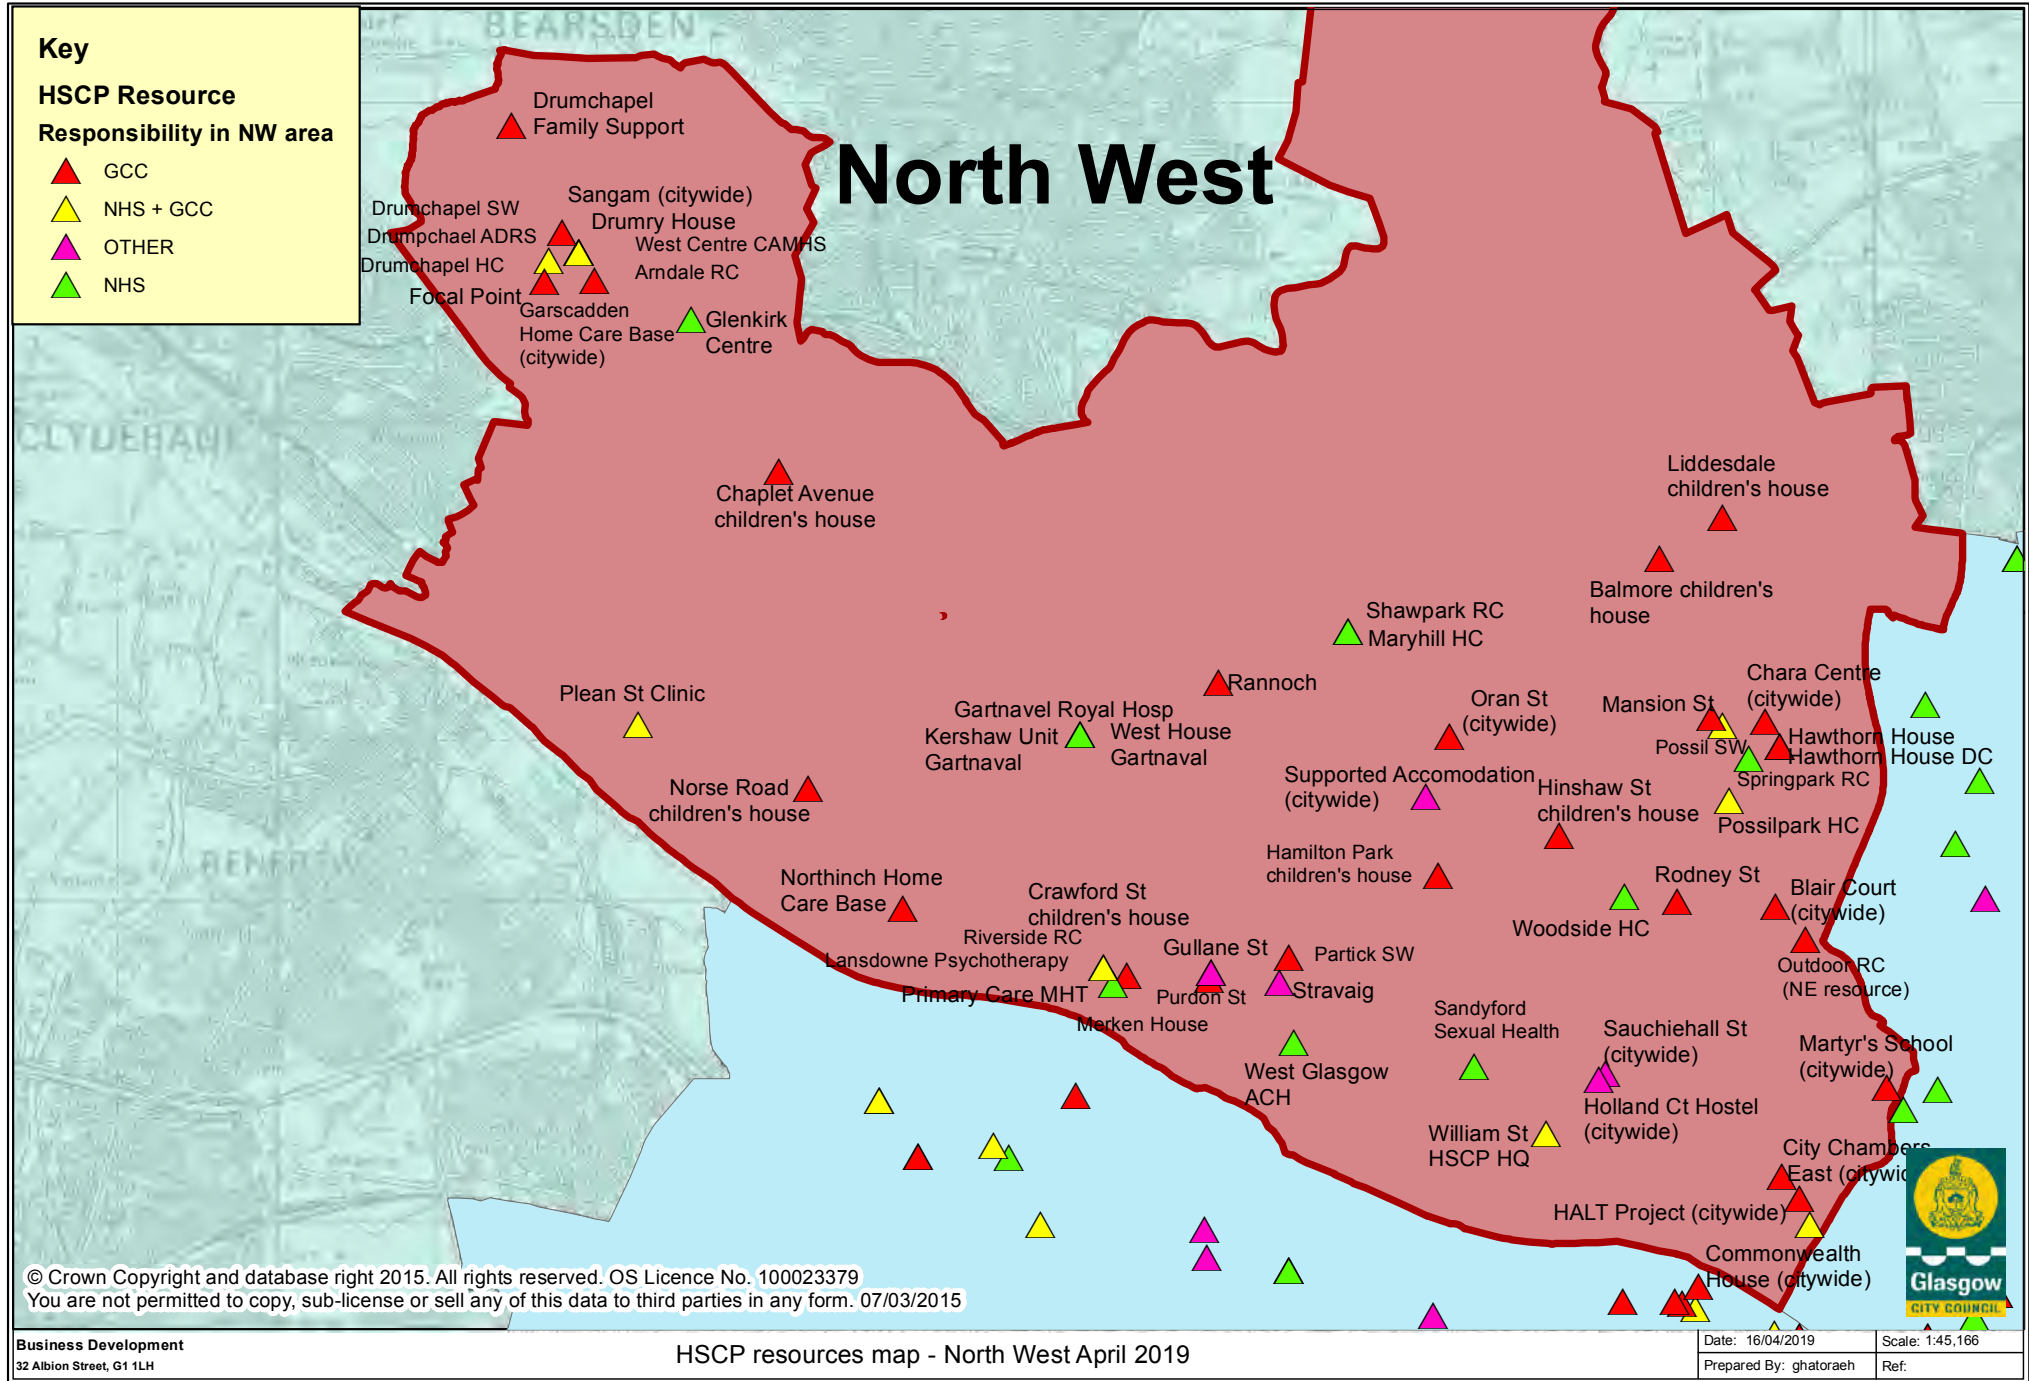 BEARSDEN
Key
HSCP Resource
Responsibility in NW area
GCC
NHS + GCC
OTHER
NHS
North West
Drumchapel
Family Support
Sangam (citywide)
Drumry House
Drumchapel SW
Drumpchael ADRS
West Centre CAMHS
Drumchapel HC
Arndale RC
Focal Point
Garscadden
Home Care Base
(citywide)
Glenkirk
Centre
CLYDEBANK
Chaplet Avenue
children's house
Liddesdale
children's house
Balmore children's
house
Shawpark RC
Maryhill HC
Rannoch
Plean St Clinic
Gartnavel Royal Hosp
Kershaw Unit
Gartnaval
West House
Gartnaval
Oran St
(citywide)
Mansion St
Chara Centre
(citywide)
Possil SW
Hawthorn House
Hawthorn House DC
Springpark RC
Possilpark HC
Norse Road
children's house
Supported Accomodation
(citywide)
Hinshaw St
children's house
RENFREW
Hamilton Park
children's house
Northinch Home
Care Base
Crawford St
children's house
Rodney St
Blair Court
(citywide)
Woodside HC
Riverside RC
Lansdowne Psychotherapy
Primary Care MHT
Merken House
Gullane St
Purdon St
Partick SW
Stravaig
Outdoor RC
(NE resource)
West Glasgow
ACH
Sandyford
Sexual Health
Sauchiehall St
(citywide)
Martyr's School
(citywide)
Holland Ct Hostel
(citywide)
William St
HSCP HQ
City Chambers
East (citywid
HALT Project (citywide)
Commonwealth
House (citywide)
Glasgow
CITY COUNCIL
© Crown Copyright and database right 2015. All rights reserved. OS Licence No. 100023379
You are not permitted to copy, sub-license or sell any of this data to third parties in any form. 07/03/2015
Business Development
32 Albion Street, G1 1LH
HSCP resources map - North West April 2019
Date: 16/04/2019
Scale: 1:45,166
Prepared By: ghatoraeh
Ref: